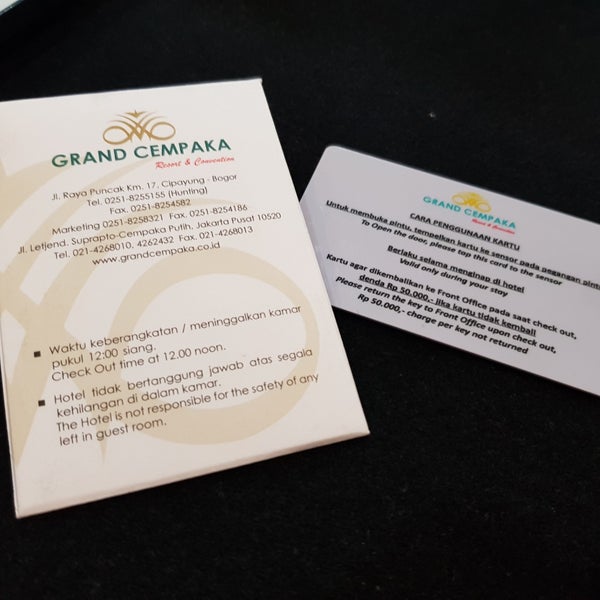 GRAND CEMPAKA
Resort & Convention
Jl. Raya Puncak Km. 17, Cipayung - Bogor
Tel. 0251-8255155 (Hunting)
Fax. 0251-8254582
Marketing 0251-8258321 Fax. 0251-8254186
Jl. Letjend. Suprapto-Cempaka Putih, Jakarta Pusat 10520
Tel. 021-4268010, 4262432 Fax. 021-4268013
www.grandcempaka.co.id
Waktu keberangkatan / meninggalkan kamar
pukul 12:00 siang.
Check Out time at 12.00 noon.
Hotel tidak bertanggung jawab atas segala
kehilangan di dalam kamar.
The Hotel is not responsible for the safety of any
left in guest room.
GRAND CEMPAKA
Resort & Convention
CARA PENGGUNAAN KARTU
Untuk membuka pintu, tempelkan kartu ke sensor pada pegangan pintu
To Open the door, please tap this card to the sensor
Berlaku selama menginap di hotel
Valid only during your stay
Kartu agar dikembalikan ke Front Office pada saat check out,
denda Rp 50.000,- jika kartu tidak kembali
Please return the key to Front Office upon check out,
Rp 50,000,- charge per key not returned